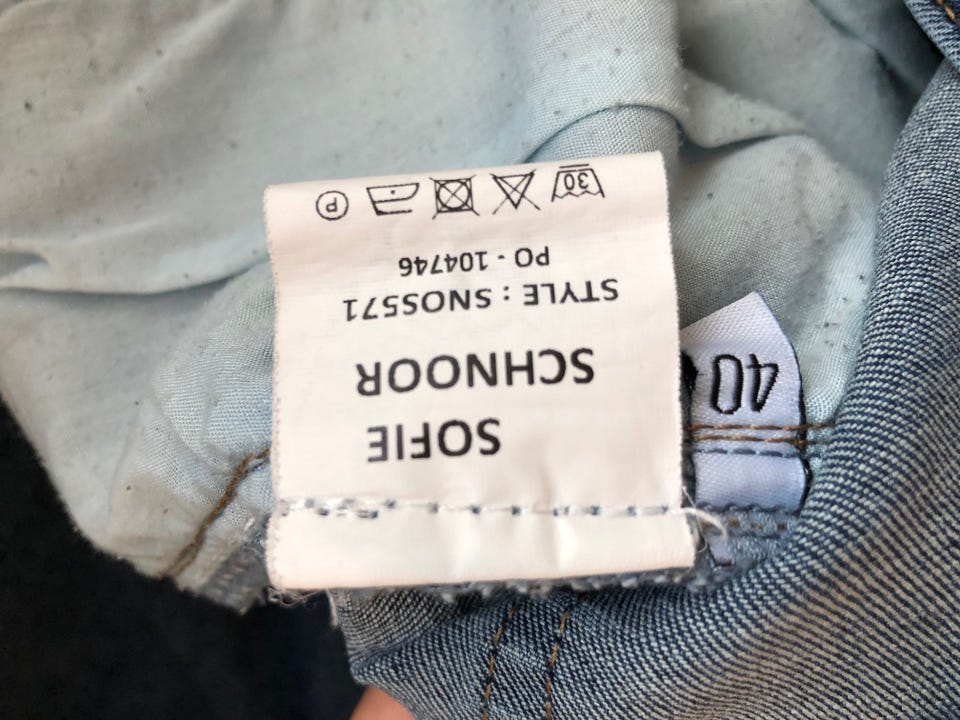 SOFIE
SCHNOOR
STYLE : SNOS571
PO - 104746
30
P
40